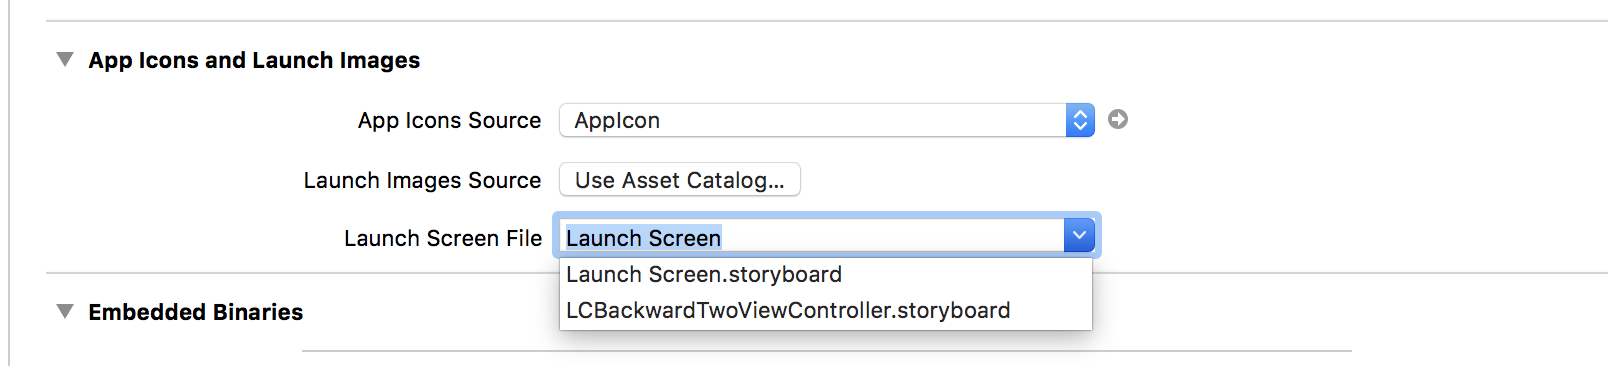 App Icons and Launch Images
App Icons Source AppIcon
Launch Images Source Use Asset Catalog...
Launch Screen File Launch Screen
Launch Screen.storyboard
LCBackwardTwoViewController.storyboard
Embedded Binaries